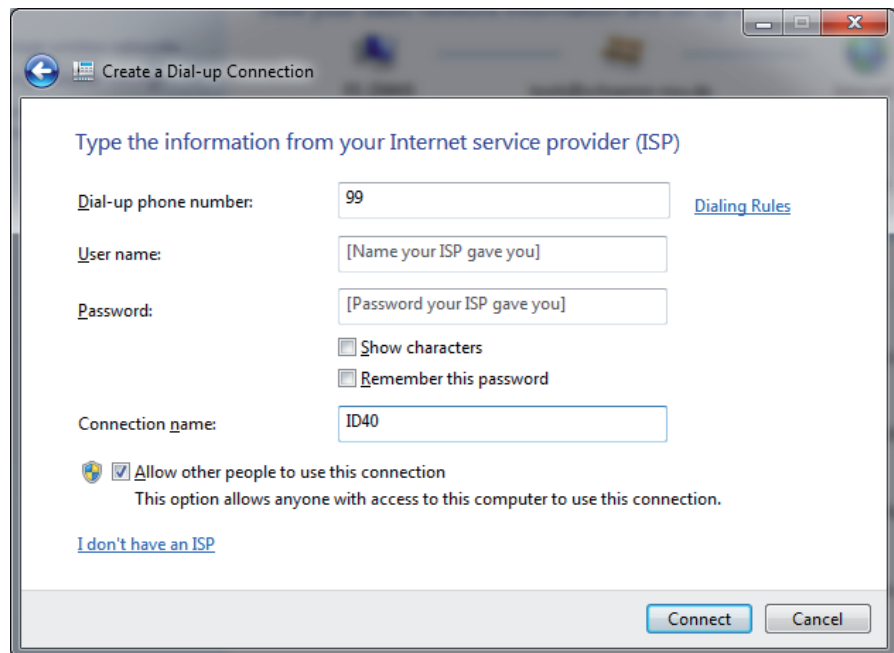 Create a Dial-up Connection
Type the information from your Internet service provider (ISP)
Dial-up phone number: 99 Dialing Rules
User name: [Name your ISP gave you]
Password: [Password your ISP gave you]
Show characters
Remember this password
Connection name: ID40
Allow other people to use this connection
This option allows anyone with access to this computer to use this connection.
I don't have an ISP
Connect Cancel